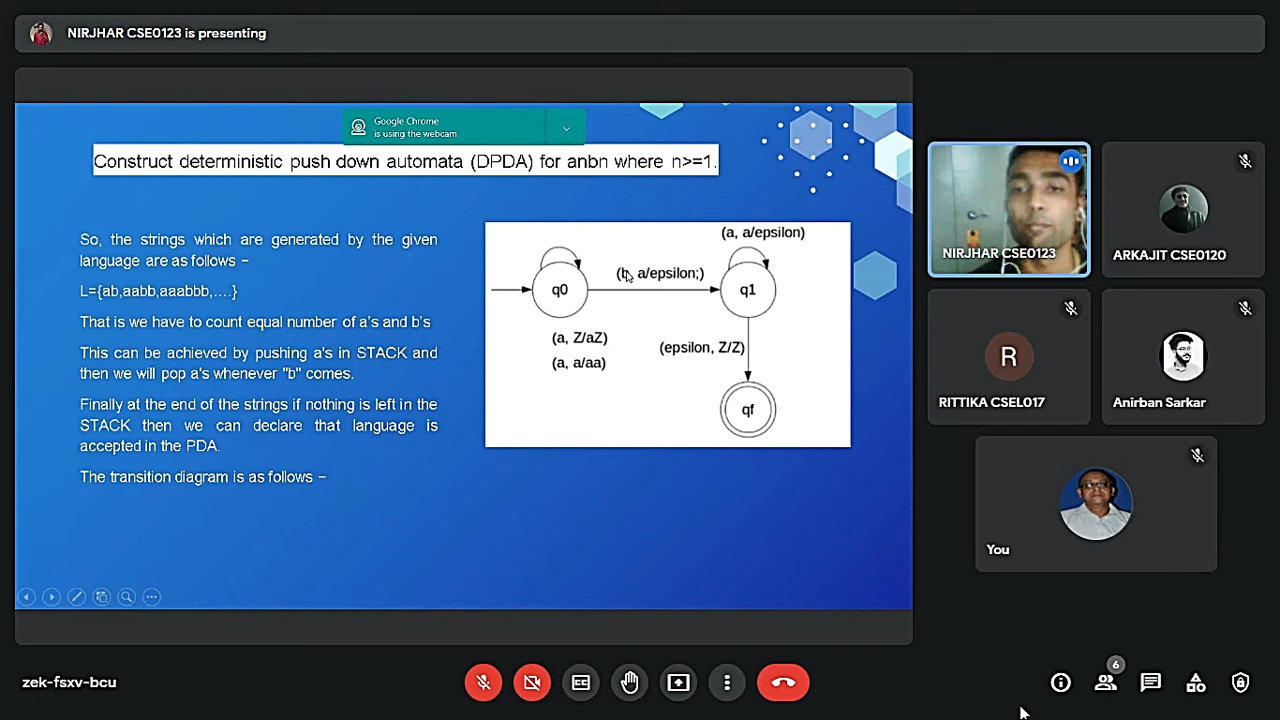 NIRJHAR CSE0123 is presenting
Google Chrome
is using the webcam
Construct deterministic push down automata (DPDA) for anbn where n>=1.
So, the strings which are generated by the given
language are as follows −
L={ab,aabb,aaabbb,....}
That is we have to count equal number of a's and b's
This can be achieved by pushing a's in STACK and
then we will pop a's whenever "b" comes.
Finally at the end of the strings if nothing is left in the
STACK then we can declare that language is
accepted in the PDA.
The transition diagram is as follows −
(a, a/epsilon)
(b, a/epsilon;)
q0
q1
(a, Z/aZ)
(a, a/aa)
(epsilon, Z/Z)
qf
NIRJHAR CSE0123
ARKAJIT CSE0120
R
RITTIKA CSEL017
Anirban Sarkar
You
zek-fsxv-bcu
6